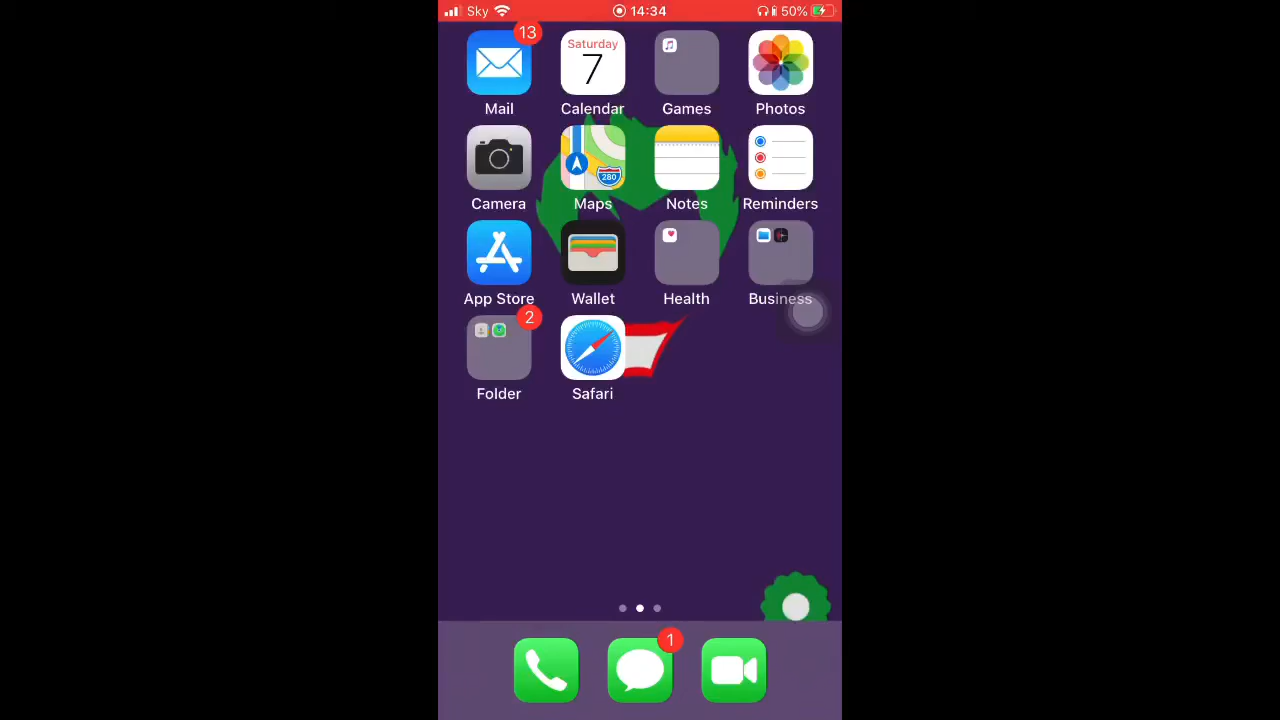 Sky 14:34 50%
13
Saturday
7
Mail Calendar Games Photos
280
Camera Maps Notes Reminders
App Store Wallet Health Business
2
Folder Safari
1